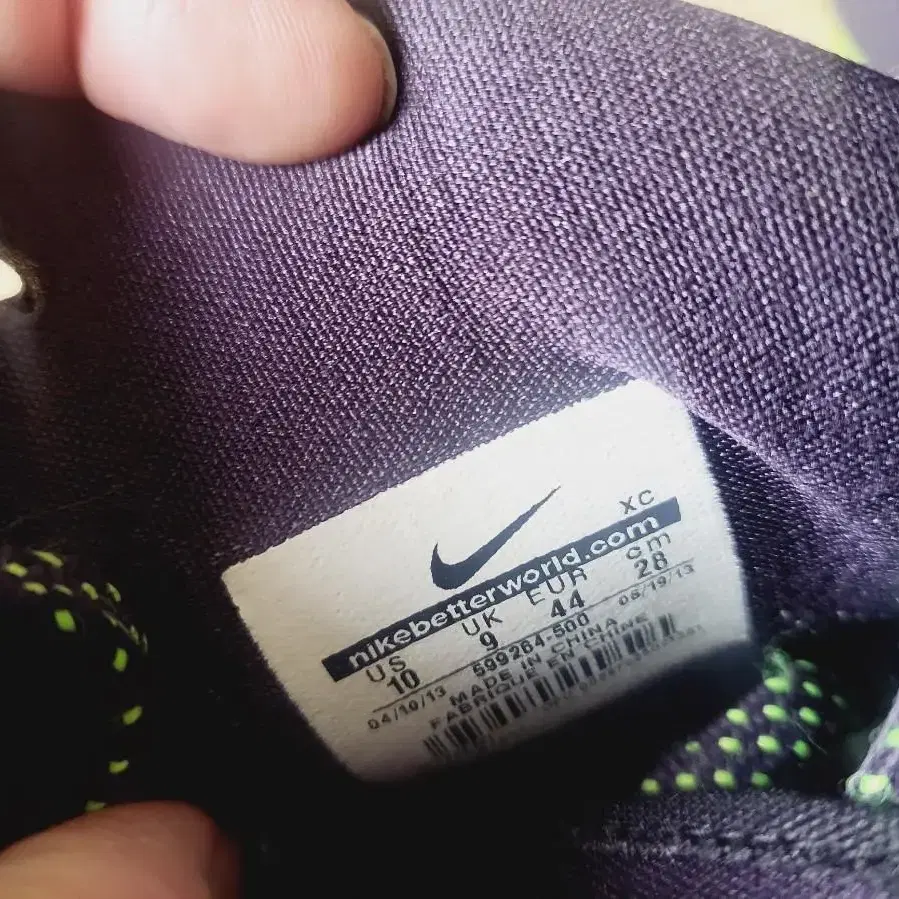 XC
nikebetterworld.com
US UK EUR cm
10 9 44 28
04/10/13 599264-500 06/19/13
MADE IN CHINA
FABRIQUE EN CHINE